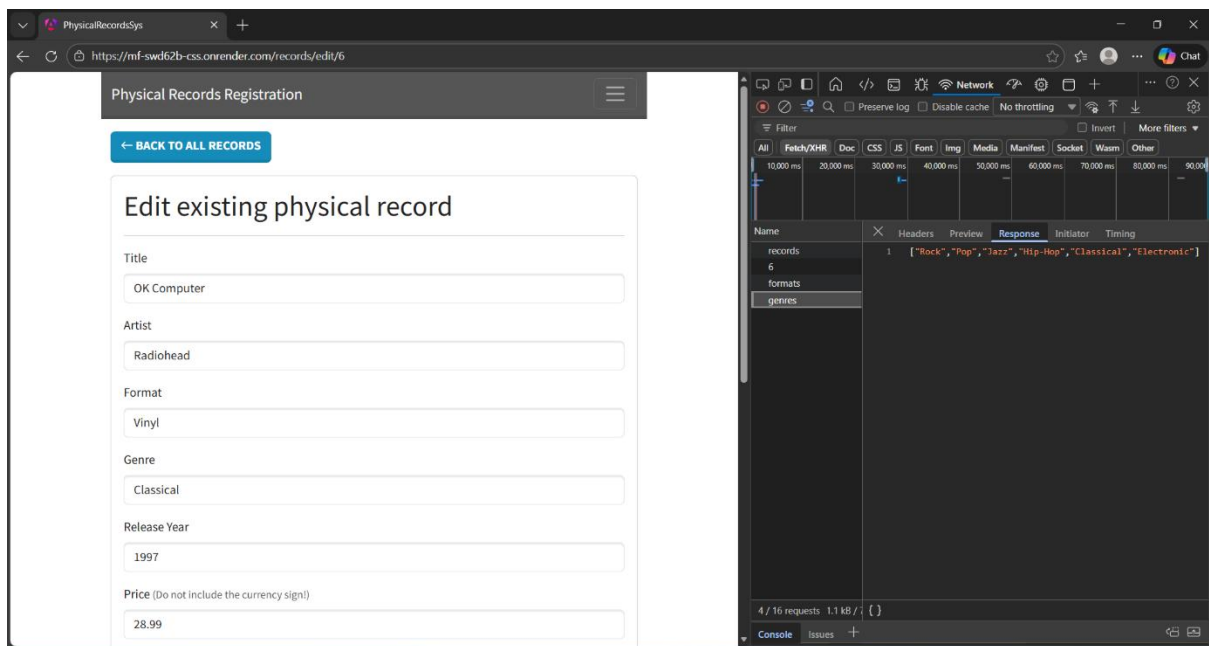 PhysicalRecordsSys
https://mf-swd62b-css.onrender.com/records/edit/6
Chat
Physical Records Registration
← BACK TO ALL RECORDS
Edit existing physical record
Title
OK Computer
Artist
Radiohead
Format
Vinyl
Genre
Classical
Release Year
1997
Price (Do not include the currency sign!)
28.99
Network
Preserve log Disable cache No throttling
Filter Invert More filters
All Fetch/XHR Doc CSS JS Font Img Media Manifest Socket Wasm Other
10,000 ms 20,000 ms 30,000 ms 40,000 ms 50,000 ms 60,000 ms 70,000 ms 80,000 ms 90,00
Name Headers Preview Response Initiator Timing
records
6
formats
genres
1 ["Rock","Pop","Jazz","Hip-Hop","Classical","Electronic"]
4 / 16 requests 1.1 kB / { }
Console Issues